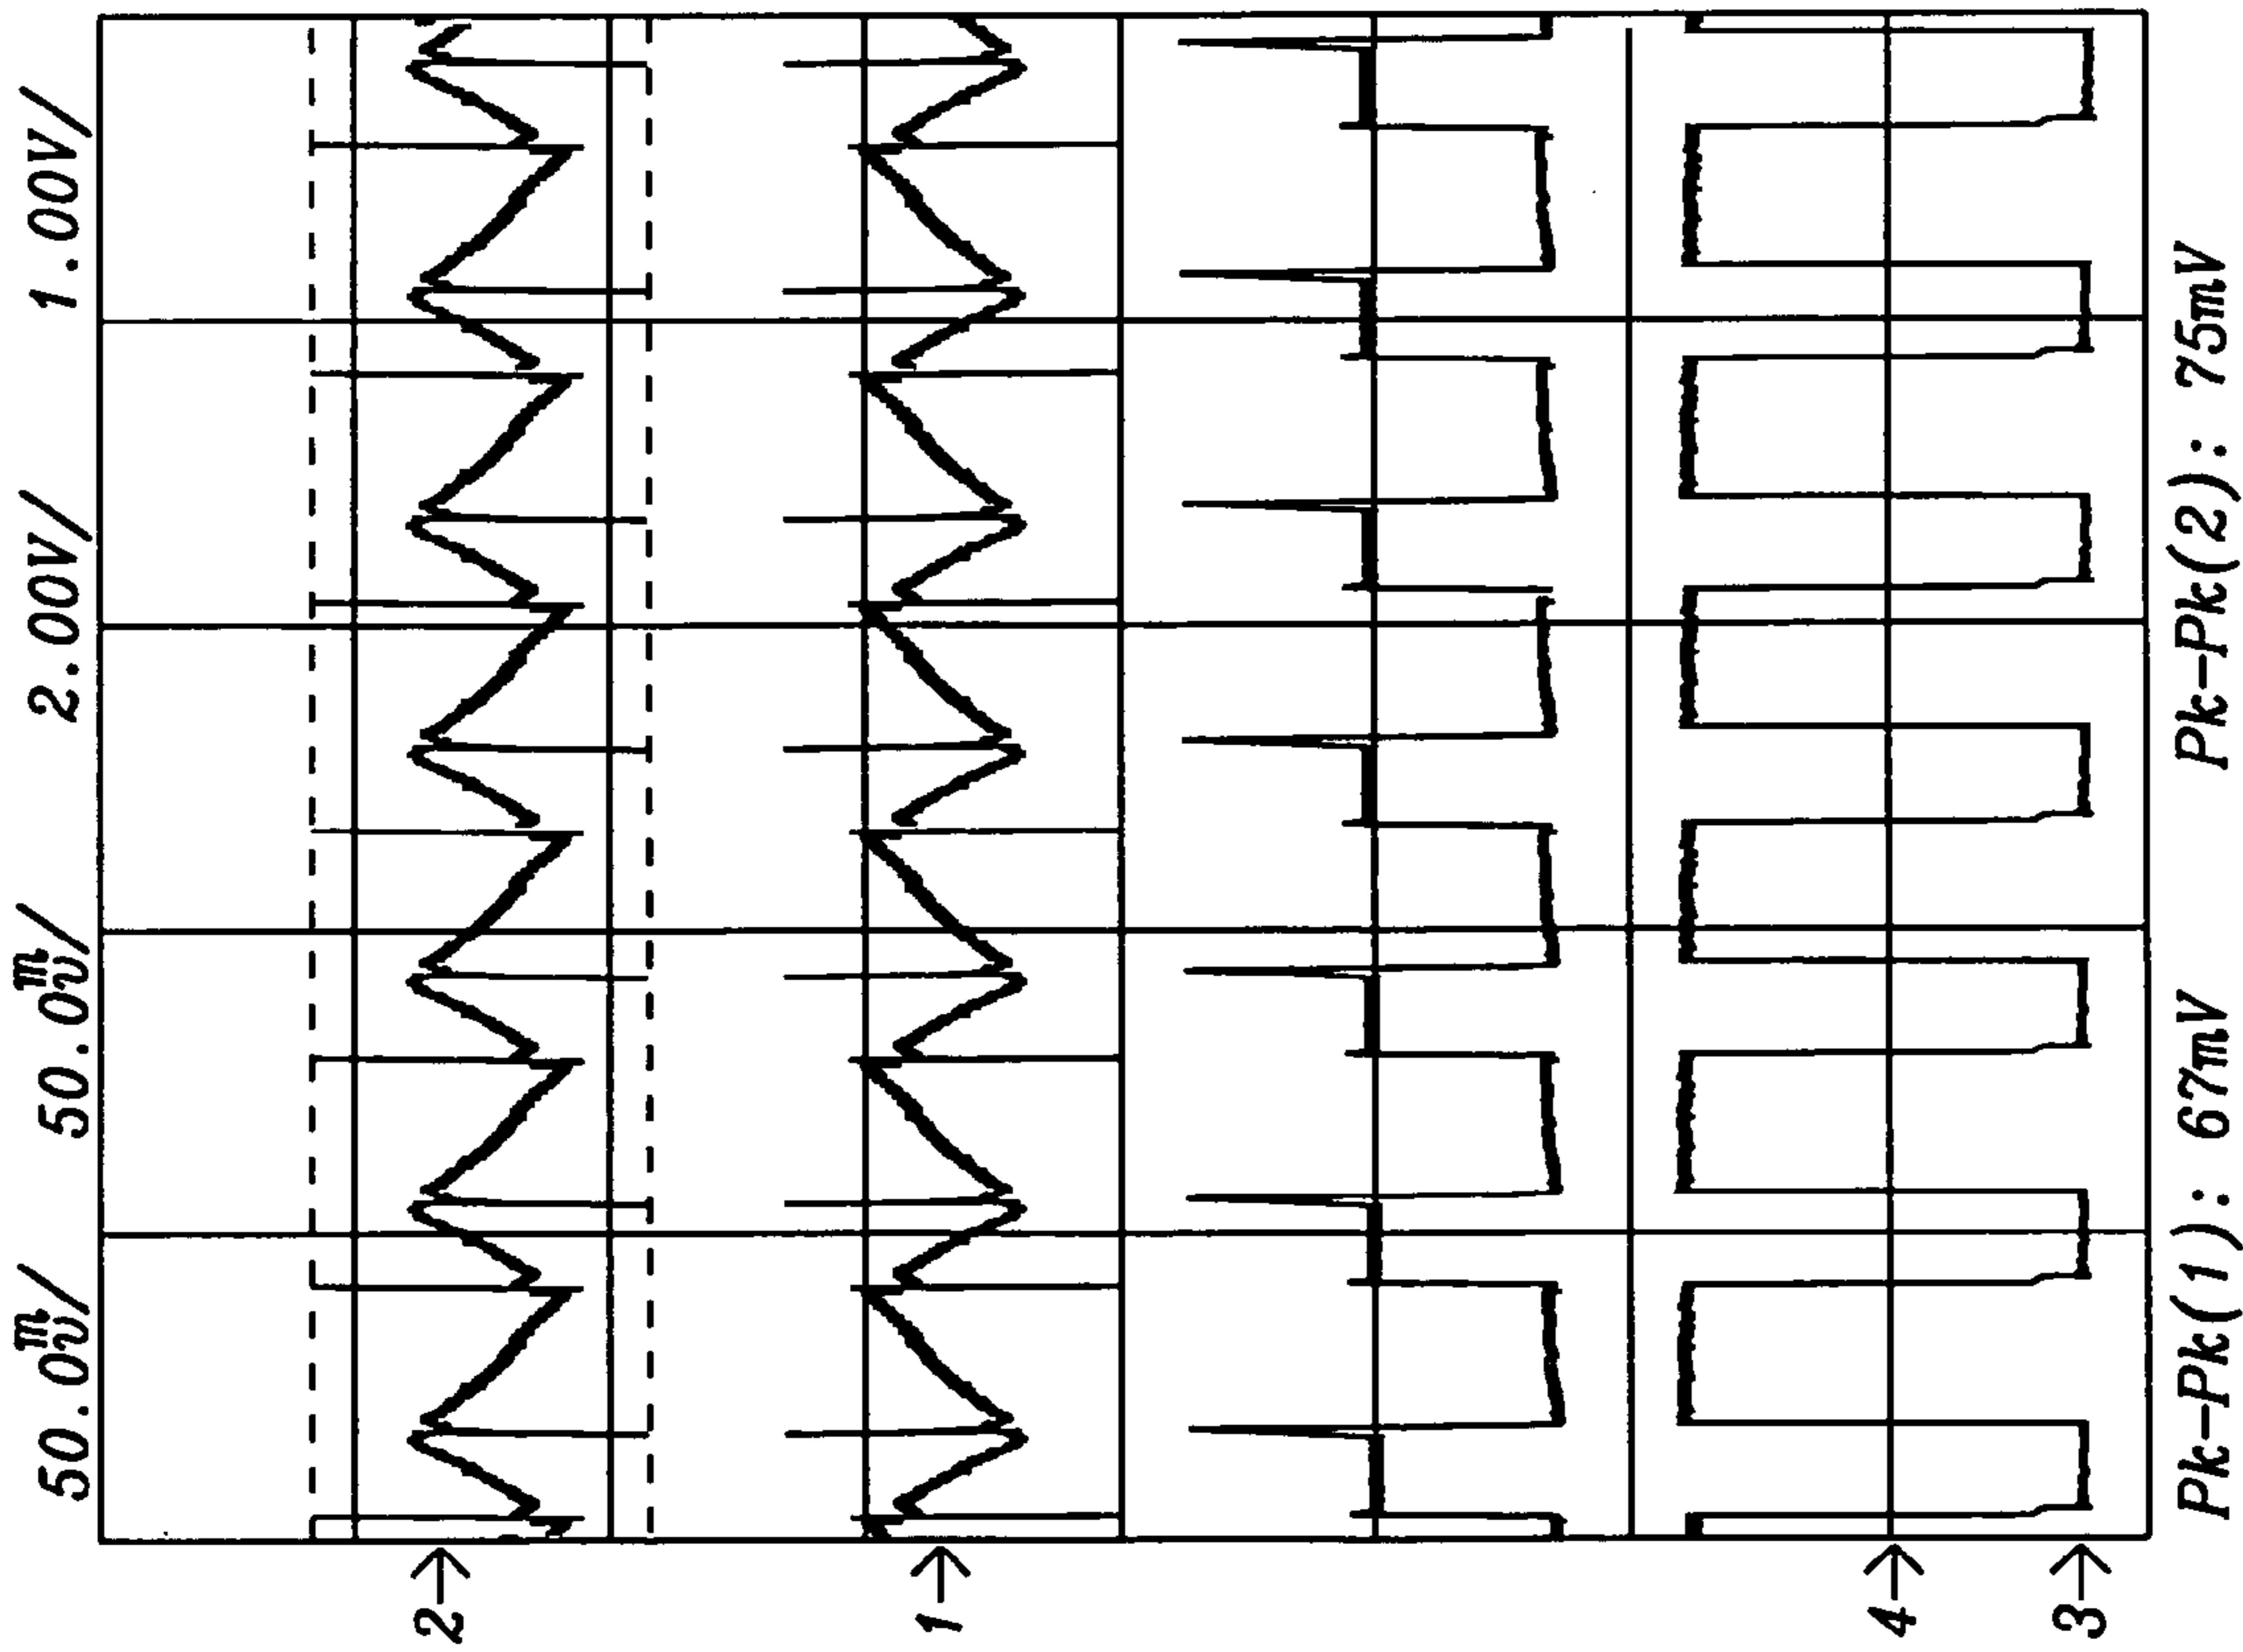 50.0mv/ 50.0mv/ 2.00V/ 1.00V/
2
1
4
3
Pk-Pk(1): 67mV Pk-Pk(2): 75mV